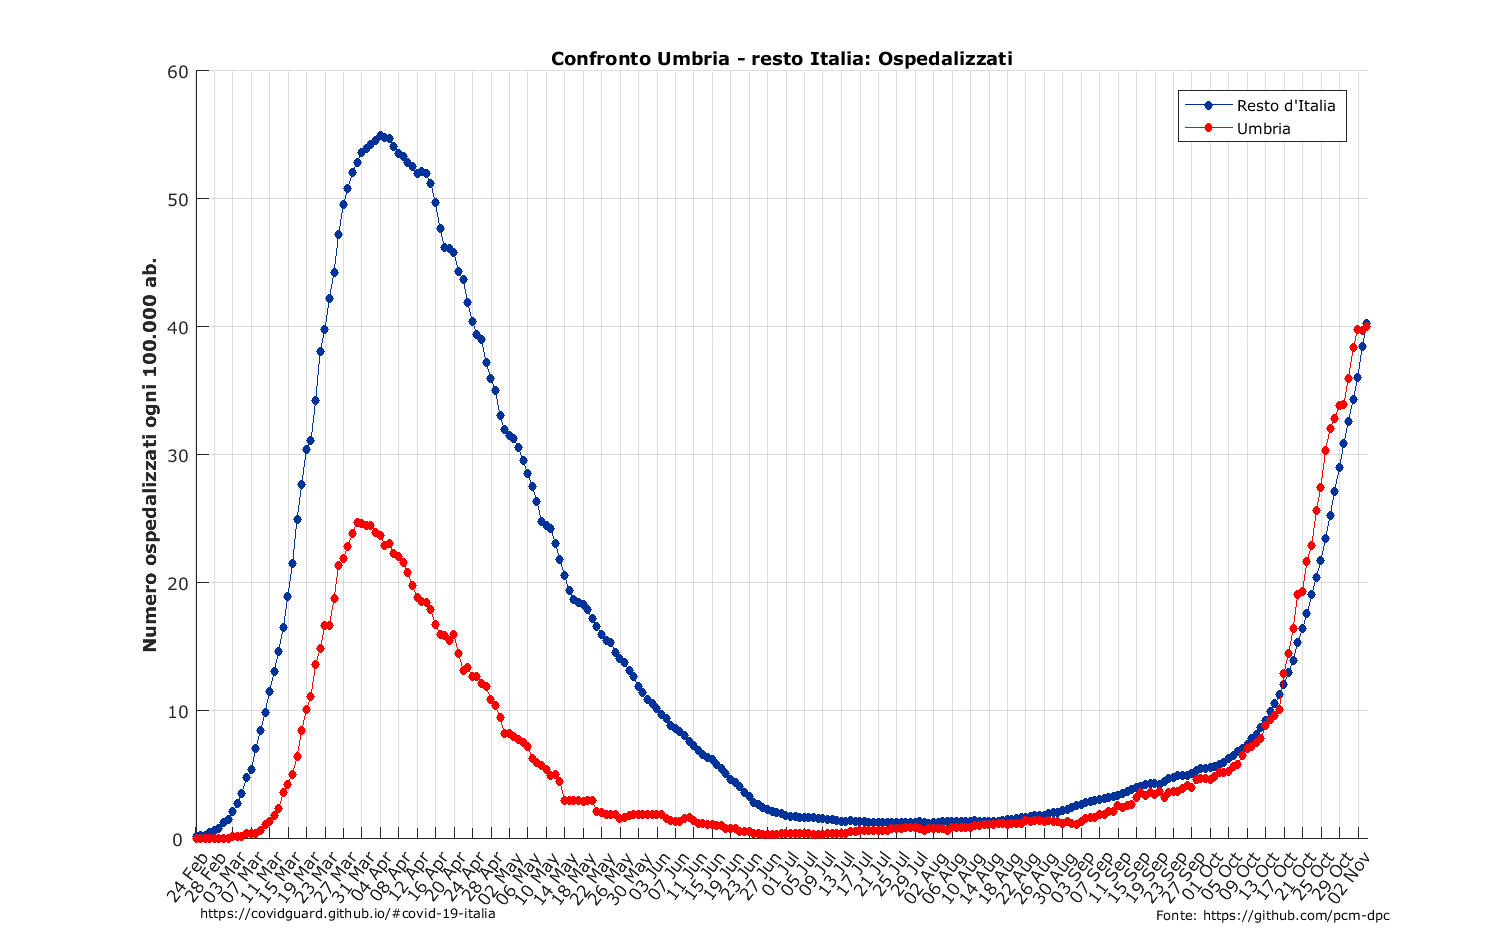 Confronto Umbria - resto Italia: Ospedalizzati
Resto d'Italia
Umbria
Numero ospedalizzati ogni 100.000 ab.
60
50
40
30
20
10
0
24 Feb
28 Feb
03 Mar
07 Mar
11 Mar
15 Mar
19 Mar
23 Mar
27 Mar
31 Mar
04 Apr
08 Apr
12 Apr
16 Apr
20 Apr
24 Apr
28 Apr
02 May
06 May
10 May
14 May
18 May
22 May
26 May
30 May
03 Jun
07 Jun
11 Jun
15 Jun
19 Jun
23 Jun
27 Jun
01 Jul
05 Jul
09 Jul
13 Jul
17 Jul
21 Jul
25 Jul
29 Jul
02 Aug
06 Aug
10 Aug
14 Aug
18 Aug
22 Aug
26 Aug
30 Aug
03 Sep
07 Sep
11 Sep
15 Sep
19 Sep
23 Sep
27 Sep
01 Oct
05 Oct
09 Oct
13 Oct
17 Oct
21 Oct
25 Oct
29 Oct
02 Nov
https://covidguard.github.io/#covid-19-italia
Fonte: https://github.com/pcm-dpc